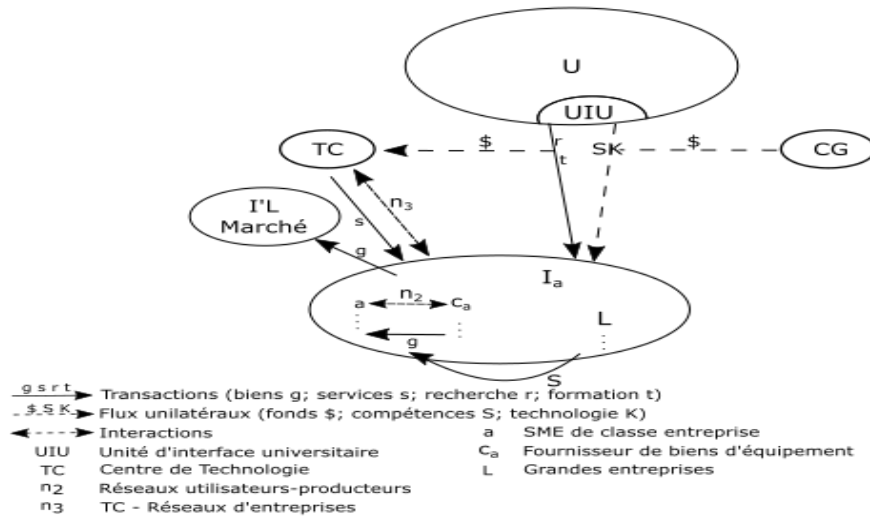 U
UIU
TC
$
r
t
SK
$
CG
I'L
Marché
n3
s
g
Ia
a
n2
ca
L
g
S
g s r t Transactions (biens g; services s; recherche r; formation t)
$ S K Flux unilatéraux (fonds $; compétences S; technologie K)
Interactions
UIU Unité d'interface universitaire
TC Centre de Technologie
n2 Réseaux utilisateurs-producteurs
n3 TC - Réseaux d'entreprises
a SME de classe entreprise
Ca Fournisseur de biens d'équipement
L Grandes entreprises